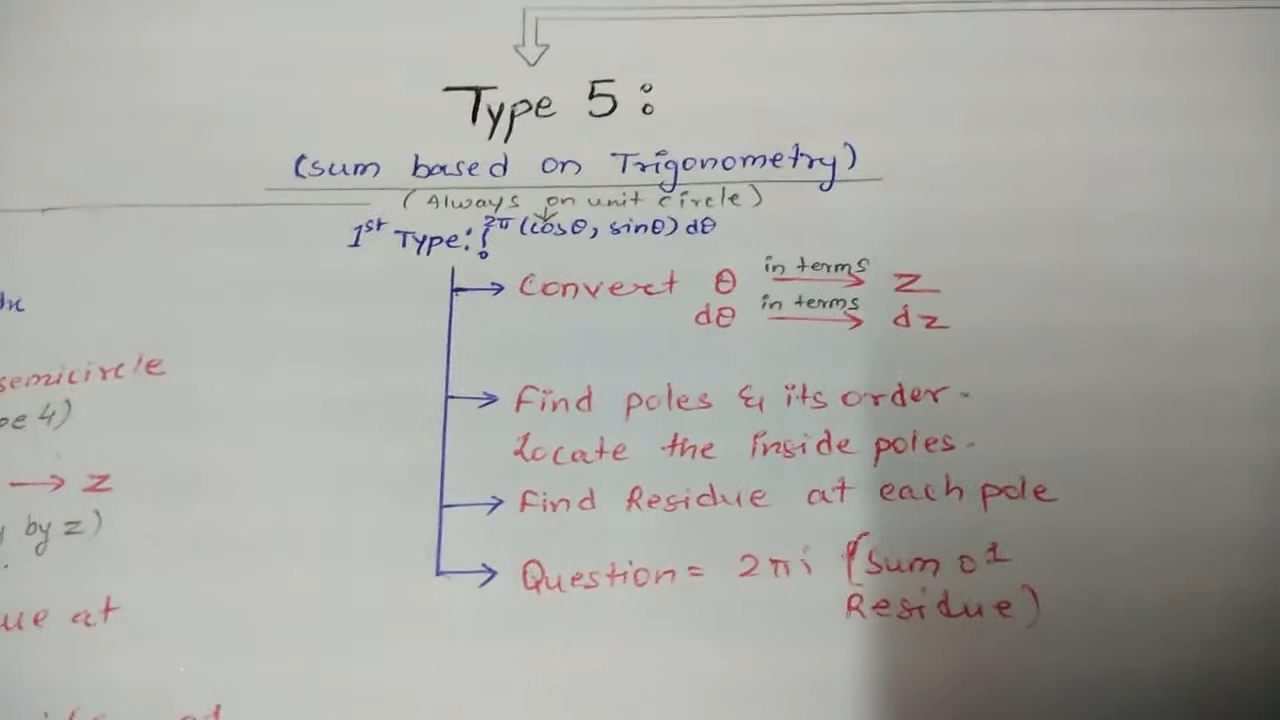 Type 5:
(sum based on Trigonometry)
(Always on unit circle)
1st Type: ∫₀^2π (cosθ, sinθ) dθ
→ Convert θ in terms → z
dθ in terms → dz
→ Find poles & its order.
Locate the inside poles.
→ Find Residue at each pole
→ Question = 2πi (sum of
Residue)
semicircle
pe 4)
→ z
by z)
ue at